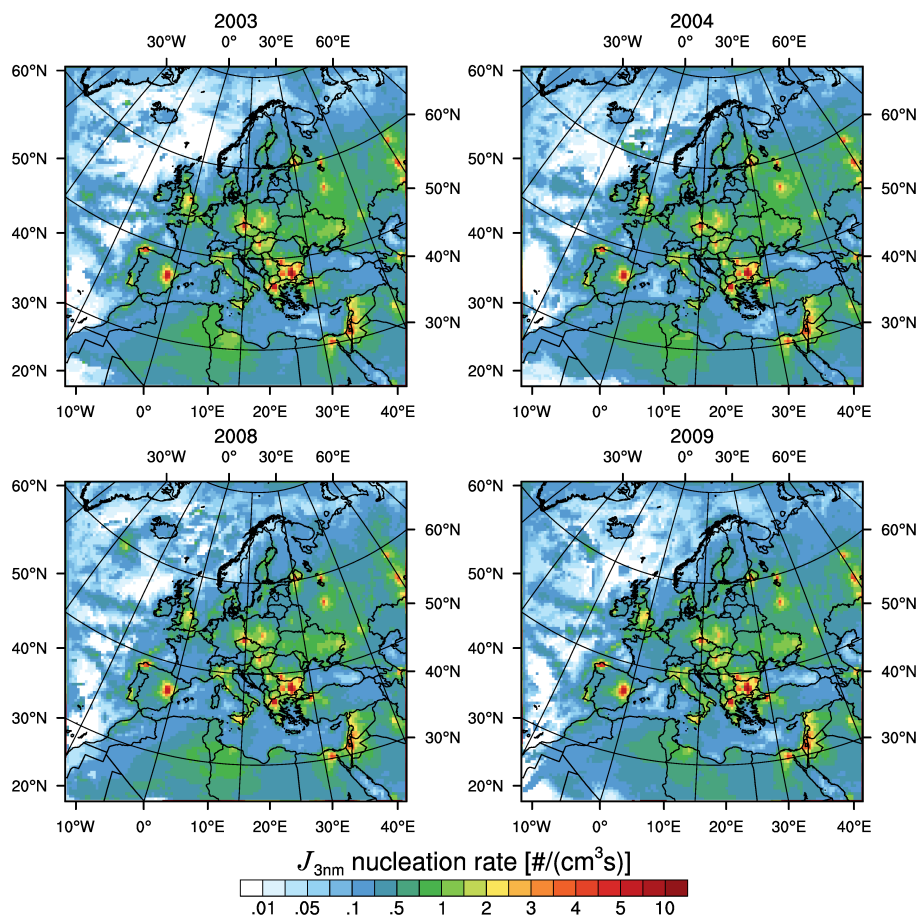 2003 2004
30°W 0° 30°E 60°E 30°W 0° 30°E 60°E
60°N 60°N
60°N 60°N
50°N 50°N
50°N 50°N
40°N 40°N
40°N 40°N
30°N 30°N
30°N 30°N
20°N 20°N
10°W 0° 10°E 20°E 30°E 40°E 10°W 0° 10°E 20°E 30°E 40°E
2008 2009
30°W 0° 30°E 60°E 30°W 0° 30°E 60°E
60°N 60°N
60°N 60°N
50°N 50°N
50°N 50°N
40°N 40°N
40°N 40°N
30°N 30°N
30°N 30°N
20°N 20°N
10°W 0° 10°E 20°E 30°E 40°E 10°W 0° 10°E 20°E 30°E 40°E
J₃ₙₘ nucleation rate [#/(cm³s)]
.01 .05 .1 .5 1 2 3 4 5 10